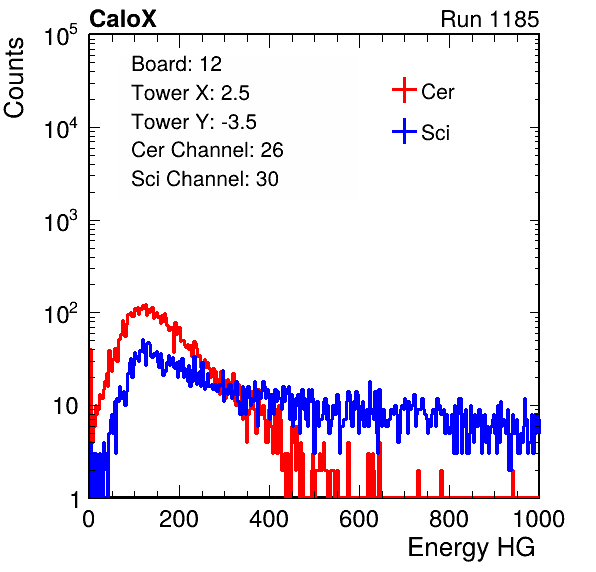 CaloX Run 1185
Counts
10^5
10^4
10^3
10^2
10
1
Board: 12
Tower X: 2.5
Tower Y: -3.5
Cer Channel: 26
Sci Channel: 30
Cer
Sci
0 200 400 600 800 1000
Energy HG